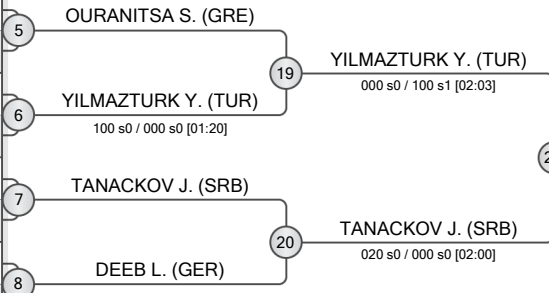 OURANITSA S. (GRE)
5
19
YILMAZTURK Y. (TUR)
000 s0 / 100 s1 [02:03]
YILMAZTURK Y. (TUR)
6
100 s0 / 000 s0 [01:20]
TANACKOV J. (SRB)
7
20
TANACKOV J. (SRB)
020 s0 / 000 s0 [02:00]
DEEB L. (GER)
8